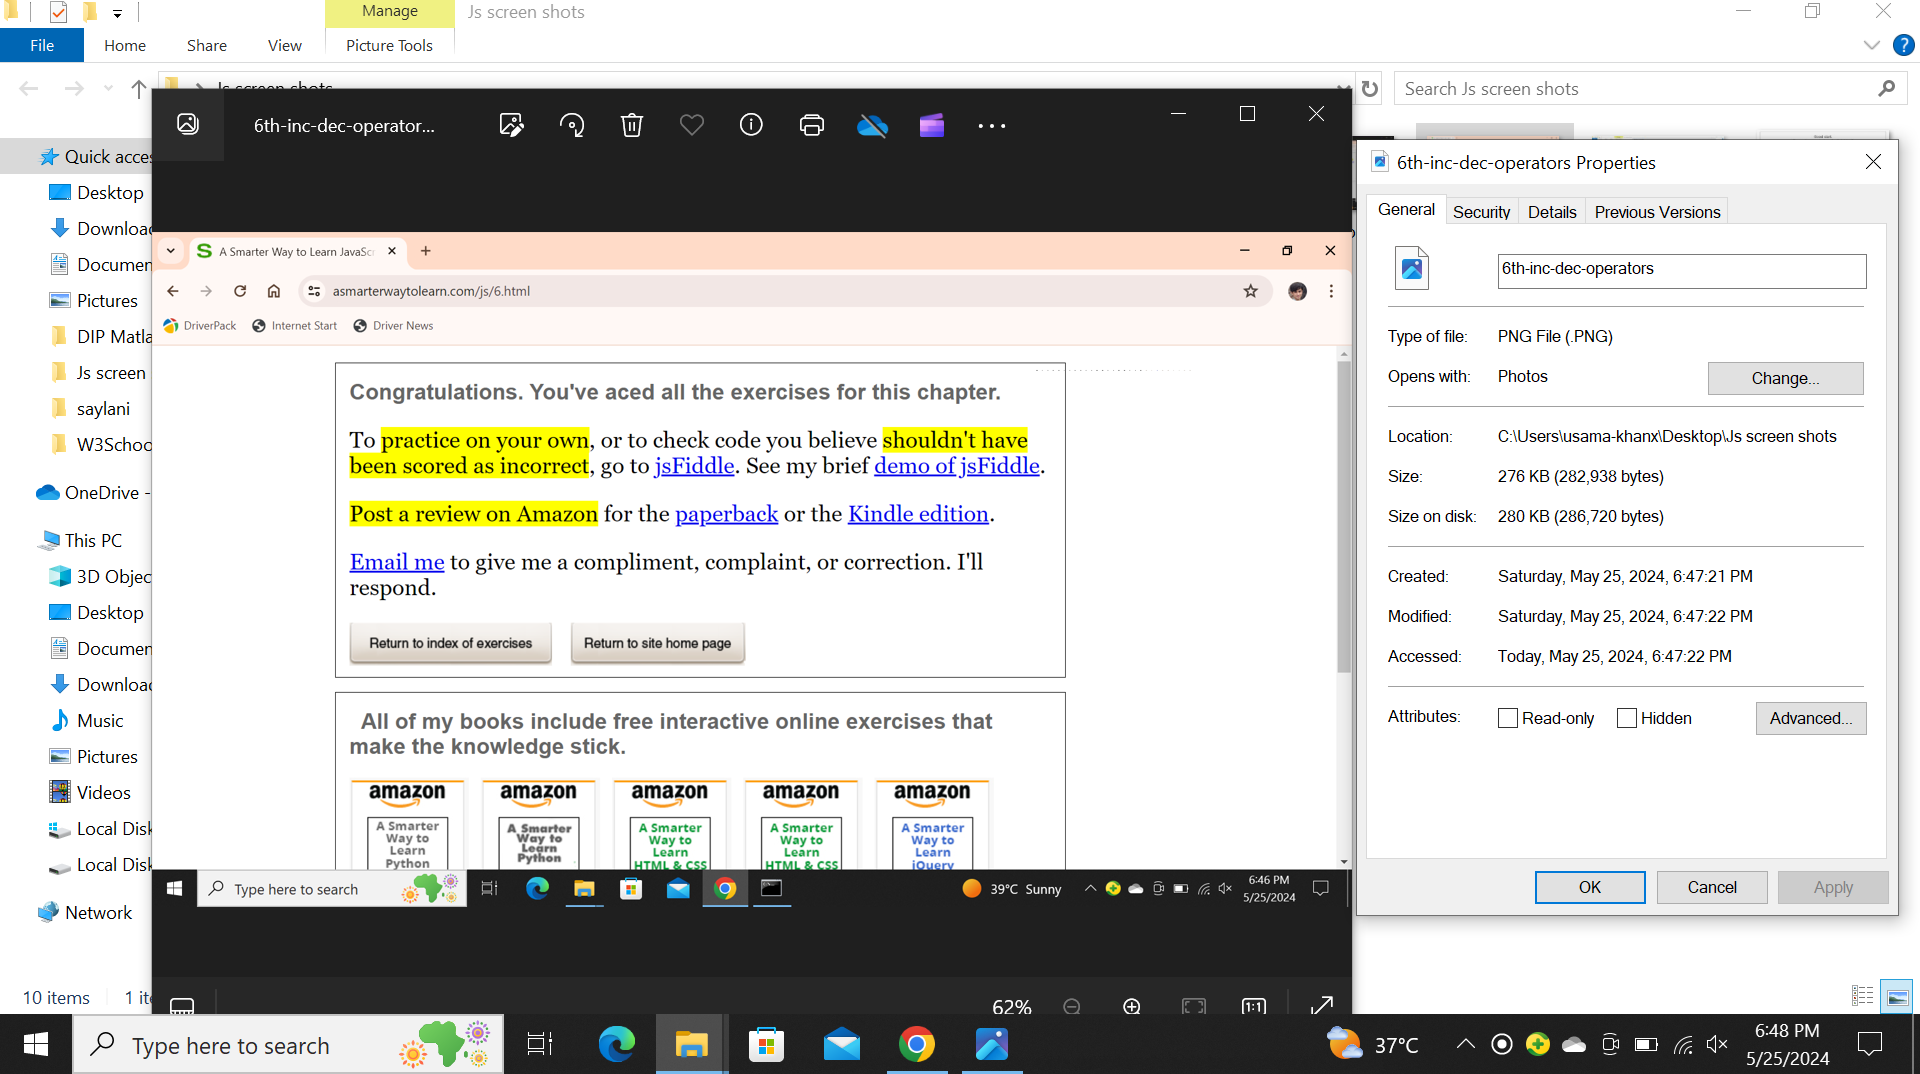 Manage
Js screen shots
File
Home
Share
View
Picture Tools
Js screen shots
Search Js screen shots
6th-inc-dec-operator...
Quick acces
Desktop
Downloa
Documen
Pictures
DIP Matla
Js screen
saylani
W3Schoo
OneDrive -
This PC
3D Objec
Desktop
Documen
Downloa
Music
Pictures
Videos
Local Disk
Local Disk
Network
10 items
1 ite
A Smarter Way to Learn JavaSc
asmarterwaytolearn.com/js/6.html
DriverPack
Internet Start
Driver News
Congratulations. You've aced all the exercises for this chapter.
To practice on your own, or to check code you believe shouldn't have
been scored as incorrect, go to jsFiddle. See my brief demo of jsFiddle.
Post a review on Amazon for the paperback or the Kindle edition.
Email me to give me a compliment, complaint, or correction. I'll
respond.
Return to index of exercises
Return to site home page
All of my books include free interactive online exercises that
make the knowledge stick.
amazon
A Smarter
Way to
Learn
Python
amazon
A Smarter
Way to
Learn
Python
amazon
A Smarter
Way to
Learn
HTML & CSS
amazon
A Smarter
Way to
Learn
HTML & CSS
amazon
A Smarter
Way to
Learn
jQuery
Type here to search
39°C Sunny
6:46 PM
5/25/2024
62%
1:1
6th-inc-dec-operators Properties
General
Security
Details
Previous Versions
6th-inc-dec-operators
Type of file:
PNG File (.PNG)
Opens with:
Photos
Change...
Location:
C:\Users\usama-khanx\Desktop\Js screen shots
Size:
276 KB (282,938 bytes)
Size on disk:
280 KB (286,720 bytes)
Created:
Saturday, May 25, 2024, 6:47:21 PM
Modified:
Saturday, May 25, 2024, 6:47:22 PM
Accessed:
Today, May 25, 2024, 6:47:22 PM
Attributes:
Read-only
Hidden
Advanced...
OK
Cancel
Apply
Type here to search
37°C
6:48 PM
5/25/2024